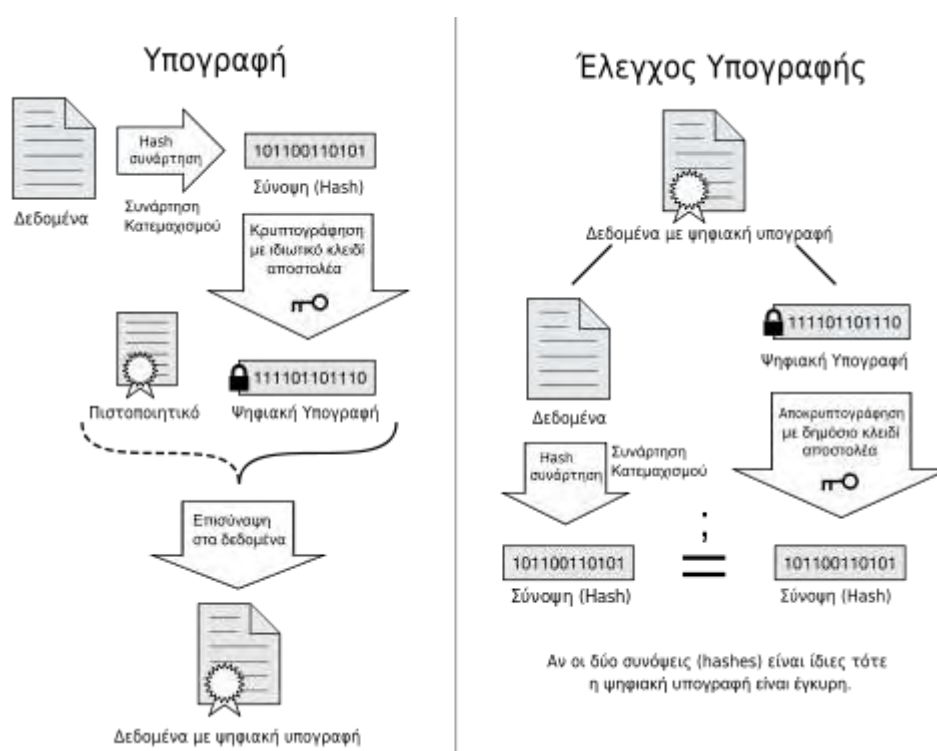 Υπογραφή
Δεδομένα
Hash
συνάρτηση
Συνάρτηση
Κατεμαχισμού
101100110101
Σύνοψη (Hash)
Κρυπτογράφηση
με ιδιωτικό κλειδί
αποστολέα
Πιστοποιητικό
111101101110
Ψηφιακή Υπογραφή
Επισύναψη
στα δεδομένα
Δεδομένα με ψηφιακή υπογραφή
Έλεγχος Υπογραφής
Δεδομένα με ψηφιακή υπογραφή
Δεδομένα
111101101110
Ψηφιακή Υπογραφή
Hash
συνάρτηση
Συνάρτηση
Κατεμαχισμού
Αποκρυπτογράφηση
με δημόσιο κλειδί
αποστολέα
101100110101
Σύνοψη (Hash)
;
=
101100110101
Σύνοψη (Hash)
Αν οι δύο συνόψεις (hashes) είναι ίδιες τότε
η ψηφιακή υπογραφή είναι έγκυρη.